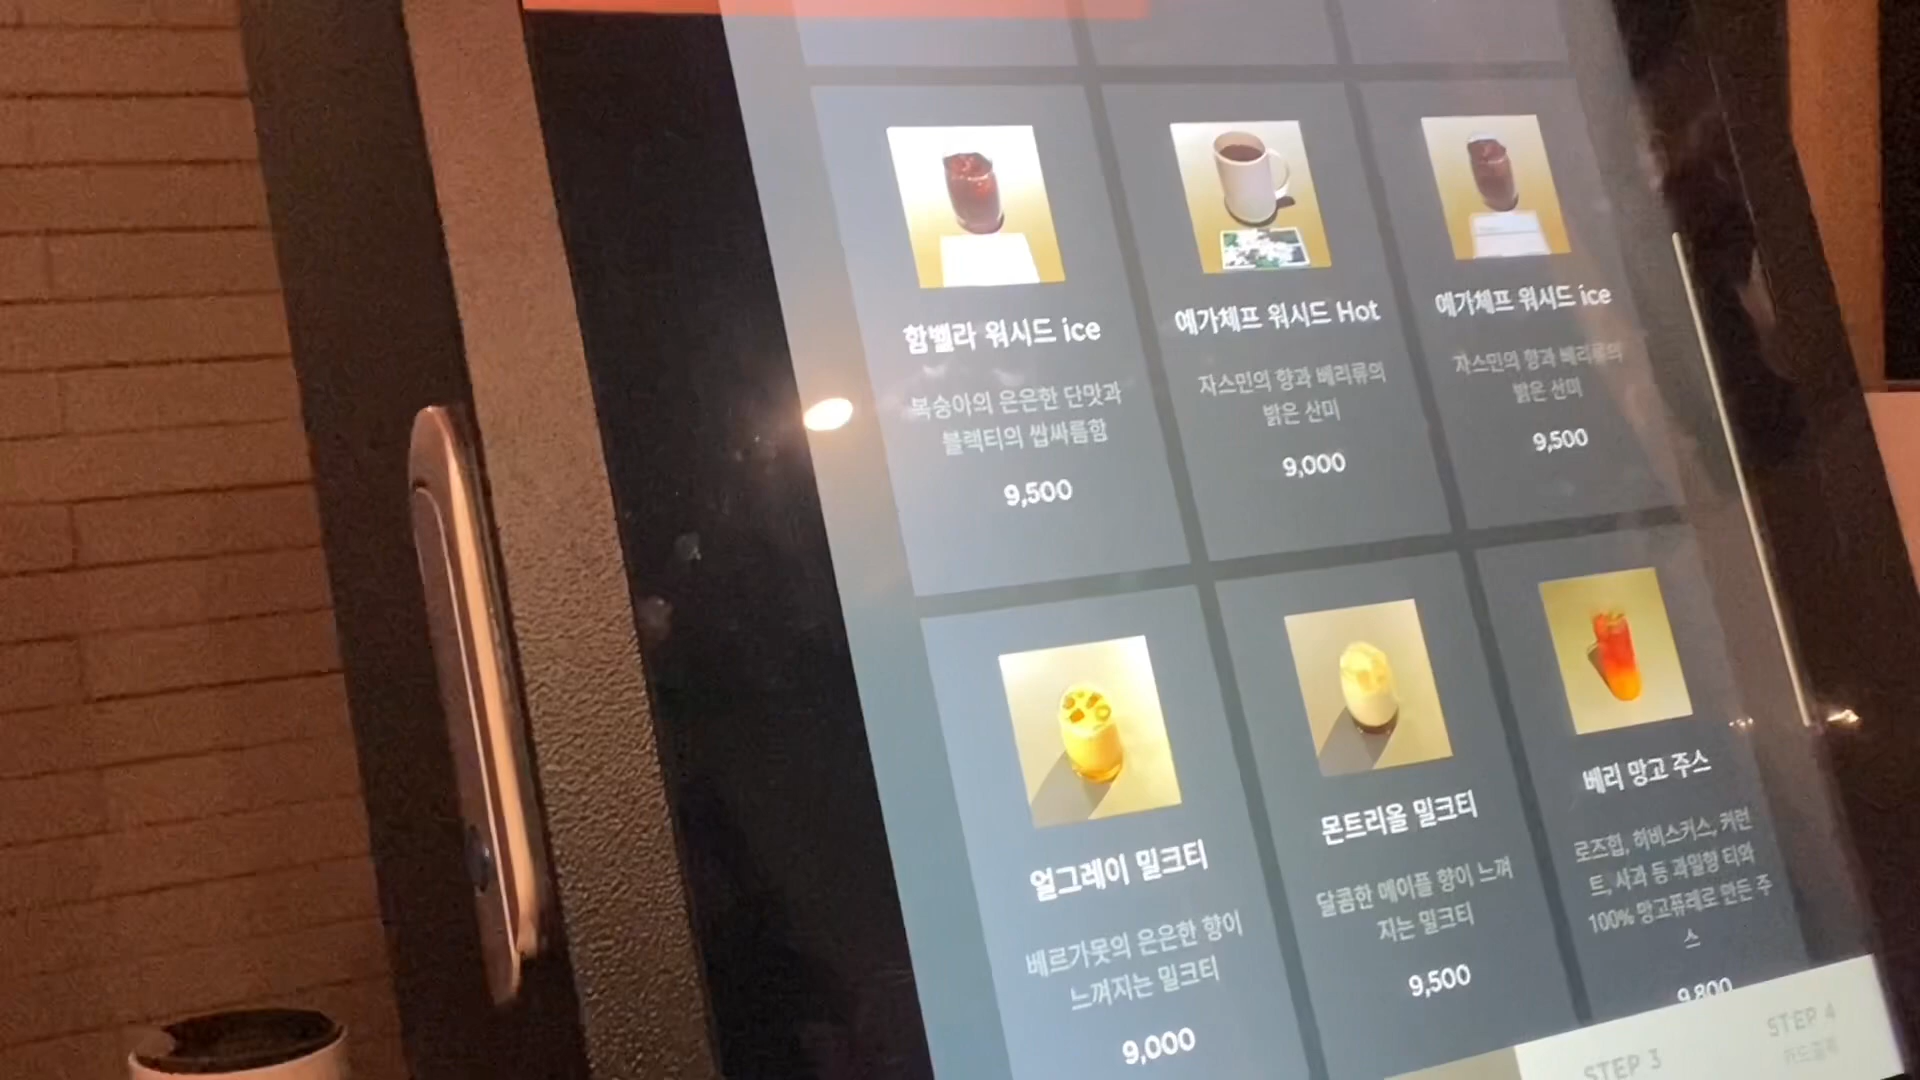 함벨라 워시드 ice
복숭아의 은은한 단맛과
블랙티의 쌉싸름함
9,500
예가체프 워시드 Hot
자스민의 향과 베리류의
밝은 산미
9,000
예가체프 워시드 ice
자스민의 향과 베리류의
밝은 산미
9,500
얼그레이 밀크티
베르가못의 은은한 향이
느껴지는 밀크티
9,000
몬트리올 밀크티
달콤한 메이플 향이 느껴
지는 밀크티
9,500
베리 망고 주스
로즈힙, 히비스커스, 커런
트, 사과 등 과일향 티와
100% 망고퓨레로 만든 주
스
9,800
STEP 3
STEP 4